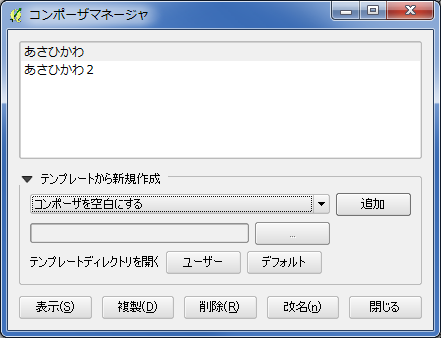 コンポーザマネージャ
あさひかわ
あさひかわ２
テンプレートから新規作成
コンポーザを空白にする 追加
...
テンプレートディレクトリを開く ユーザー デフォルト
表示(S) 複製(D) 削除(R) 改名(n) 閉じる